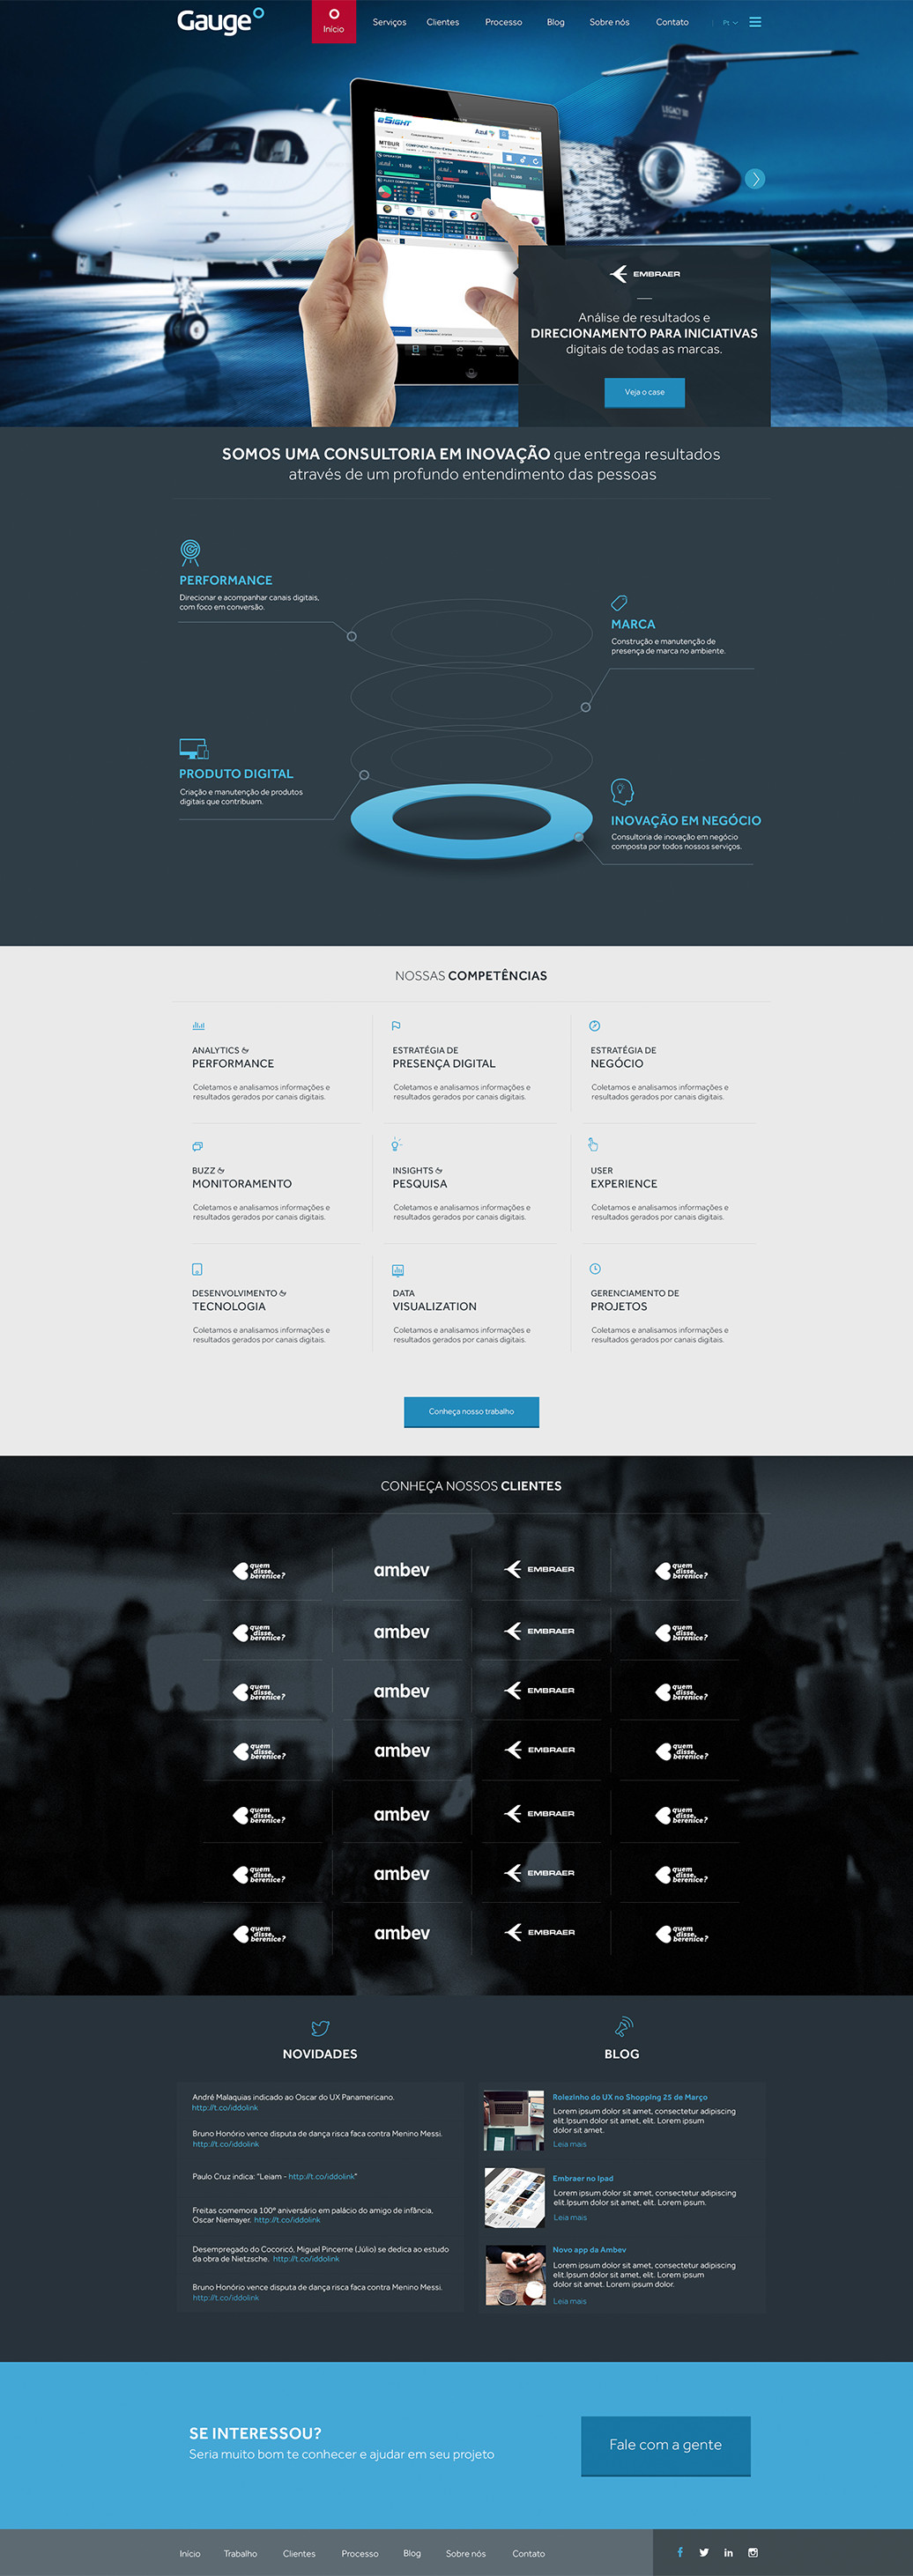 Gauge
Início
Serviços
Clientes
Processo
Blog
Sobre nós
Contato
Pt
eSight
Azul
MTBUR
EMBRAER
Análise de resultados e
DIRECIONAMENTO PARA INICIATIVAS
digitais de todas as marcas.
Veja o case
SOMOS UMA CONSULTORIA EM INOVAÇÃO que entrega resultados
através de um profundo entendimento das pessoas
PERFORMANCE
Direcionar e acompanhar canais digitais,
com foco em conversão.
MARCA
Construção e manutenção de
presença de marca no ambiente.
PRODUTO DIGITAL
Criação e manutenção de produtos
digitais que contribuam.
INOVAÇÃO EM NEGÓCIO
Consultoria de inovação em negócio
composta por todos nossos serviços.
NOSSAS COMPETÊNCIAS
ANALYTICS &
PERFORMANCE
Coletamos e analisamos informações e
resultados gerados por canais digitais.
ESTRATÉGIA DE
PRESENÇA DIGITAL
Coletamos e analisamos informações e
resultados gerados por canais digitais.
ESTRATÉGIA DE
NEGÓCIO
Coletamos e analisamos informações e
resultados gerados por canais digitais.
BUZZ &
MONITORAMENTO
Coletamos e analisamos informações e
resultados gerados por canais digitais.
INSIGHTS &
PESQUISA
Coletamos e analisamos informações e
resultados gerados por canais digitais.
USER
EXPERIENCE
Coletamos e analisamos informações e
resultados gerados por canais digitais.
DESENVOLVIMENTO &
TECNOLOGIA
Coletamos e analisamos informações e
resultados gerados por canais digitais.
DATA
VISUALIZATION
Coletamos e analisamos informações e
resultados gerados por canais digitais.
GERENCIAMENTO DE
PROJETOS
Coletamos e analisamos informações e
resultados gerados por canais digitais.
Conheça nosso trabalho
CONHEÇA NOSSOS CLIENTES
quem disse, berenice? ambev EMBRAER quem disse, berenice?
quem disse, berenice? ambev EMBRAER quem disse, berenice?
quem disse, berenice? ambev EMBRAER quem disse, berenice?
quem disse, berenice? ambev EMBRAER quem disse, berenice?
quem disse, berenice? ambev EMBRAER quem disse, berenice?
quem disse, berenice? ambev EMBRAER quem disse, berenice?
quem disse, berenice? ambev EMBRAER quem disse, berenice?
NOVIDADES
André Malaquias indicado ao Oscar do UX Panamericano.
http://t.co/iddolink
Bruno Honório vence disputa de dança risca faca contra Menino Messi.
http://t.co/iddolink
Paulo Cruz indica: "Leiam - http://t.co/iddolink"
Freitas comemora 100º aniversário em palácio do amigo de infância,
Oscar Niemayer. http://t.co/iddolink
Desempregado do Cocoricó, Miguel Pincerne (Júlio) se dedica ao estudo
da obra de Nietzsche. http://t.co/iddolink
Bruno Honório vence disputa de dança risca faca contra Menino Messi.
http://t.co/iddolink
BLOG
Rolezinho do UX no Shopping 25 de Março
Lorem ipsum dolor sit amet, consectetur adipiscing
elit.Ipsum dolor sit amet, elit. Lorem ipsum
dolor sit amet.
Leia mais
Embraer no Ipad
Lorem ipsum dolor sit amet, consectetur adipiscing
elit.Ipsum dolor sit amet, elit. Lorem ipsum.
Leia mais
Novo app da Ambev
Lorem ipsum dolor sit amet, consectetur adipiscing
elit.Ipsum dolor sit amet, elit. Lorem ipsum
dolor sit amet. Lorem ipsum dolor.
Leia mais
SE INTERESSOU?
Seria muito bom te conhecer e ajudar em seu projeto
Fale com a gente
Início
Trabalho
Clientes
Processo
Blog
Sobre nós
Contato